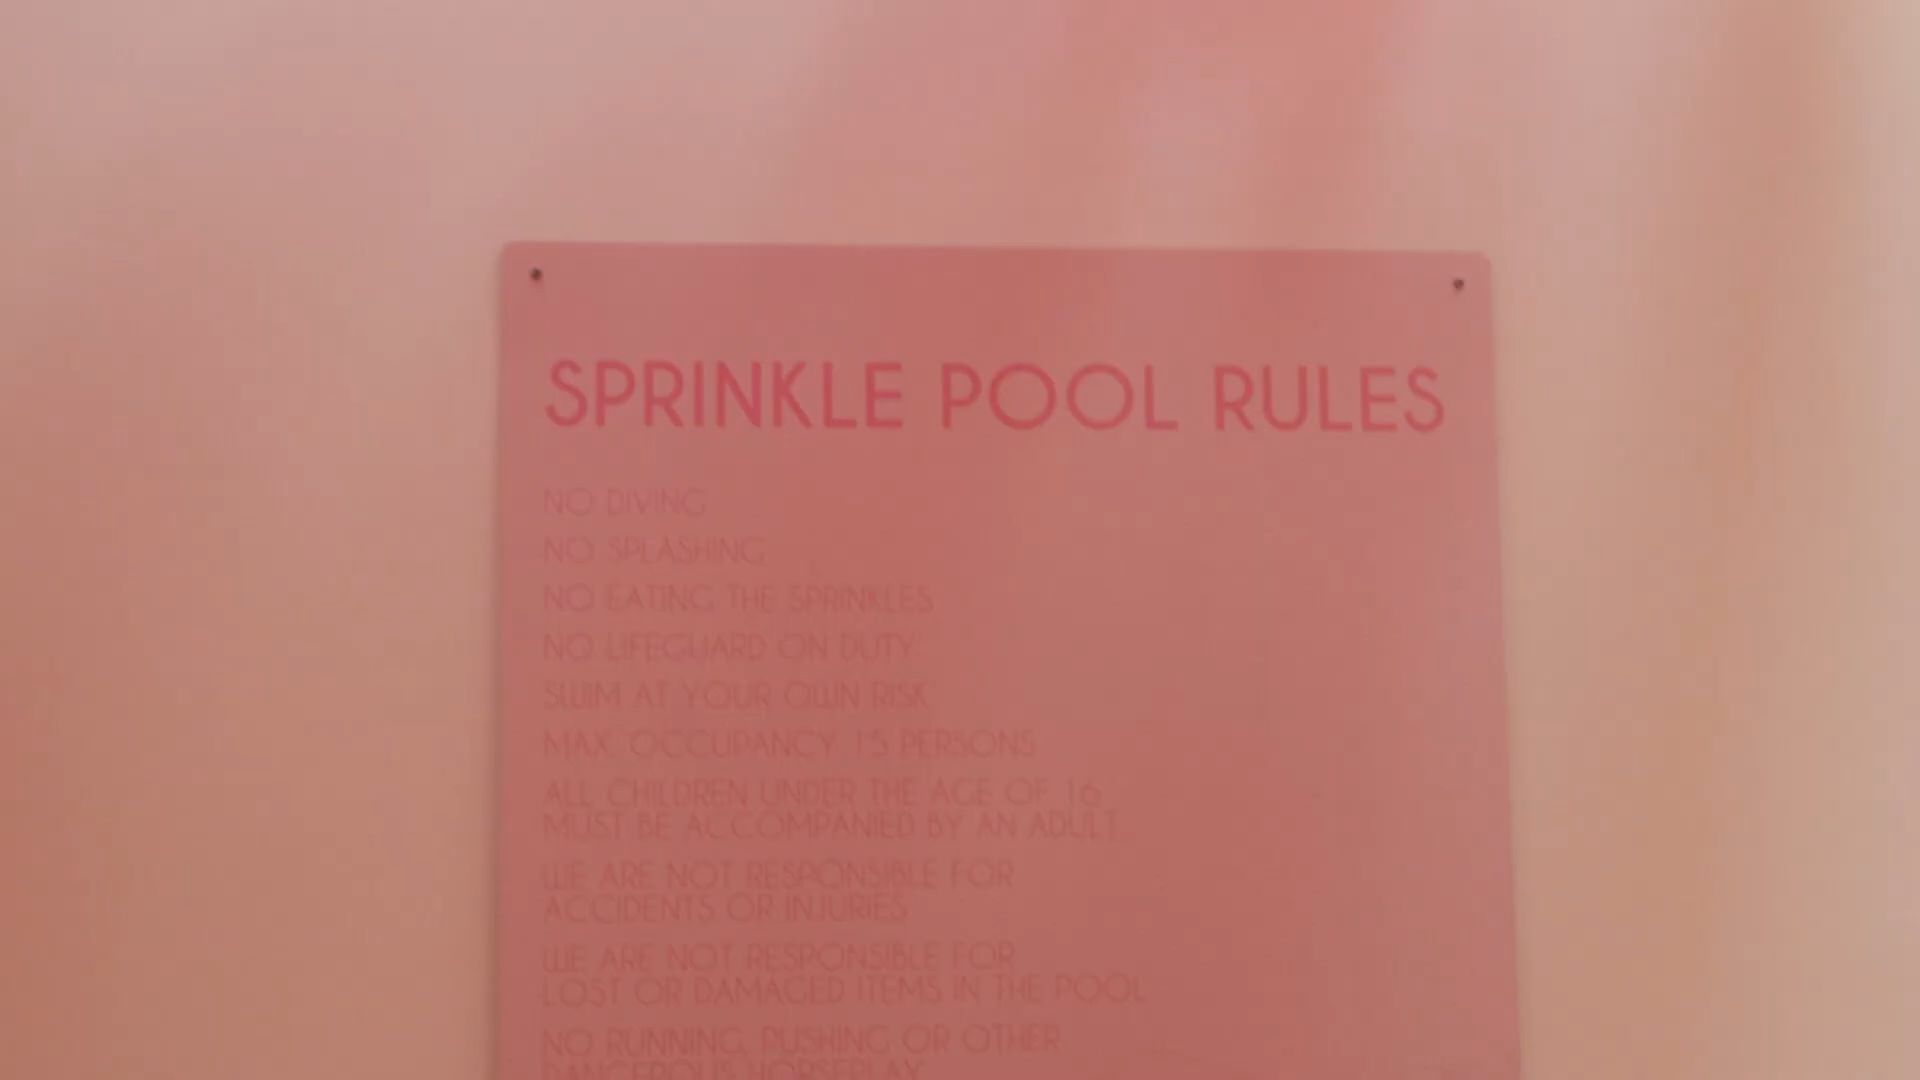 SPRINKLE POOL RULES
NO DIVING
NO SPLASHING
NO EATING THE SPRINKLES
NO LIFEGUARD ON DUTY
SWIM AT YOUR OWN RISK
MAX. OCCUPANCY 15 PERSONS
ALL CHILDREN UNDER THE AGE OF 16
MUST BE ACCOMPANIED BY AN ADULT
WE ARE NOT RESPONSIBLE FOR
ACCIDENTS OR INJURIES
WE ARE NOT RESPONSIBLE FOR
LOST OR DAMAGED ITEMS IN THE POOL
NO RUNNING, PUSHING OR OTHER
DANGEROUS HORSEPLAY